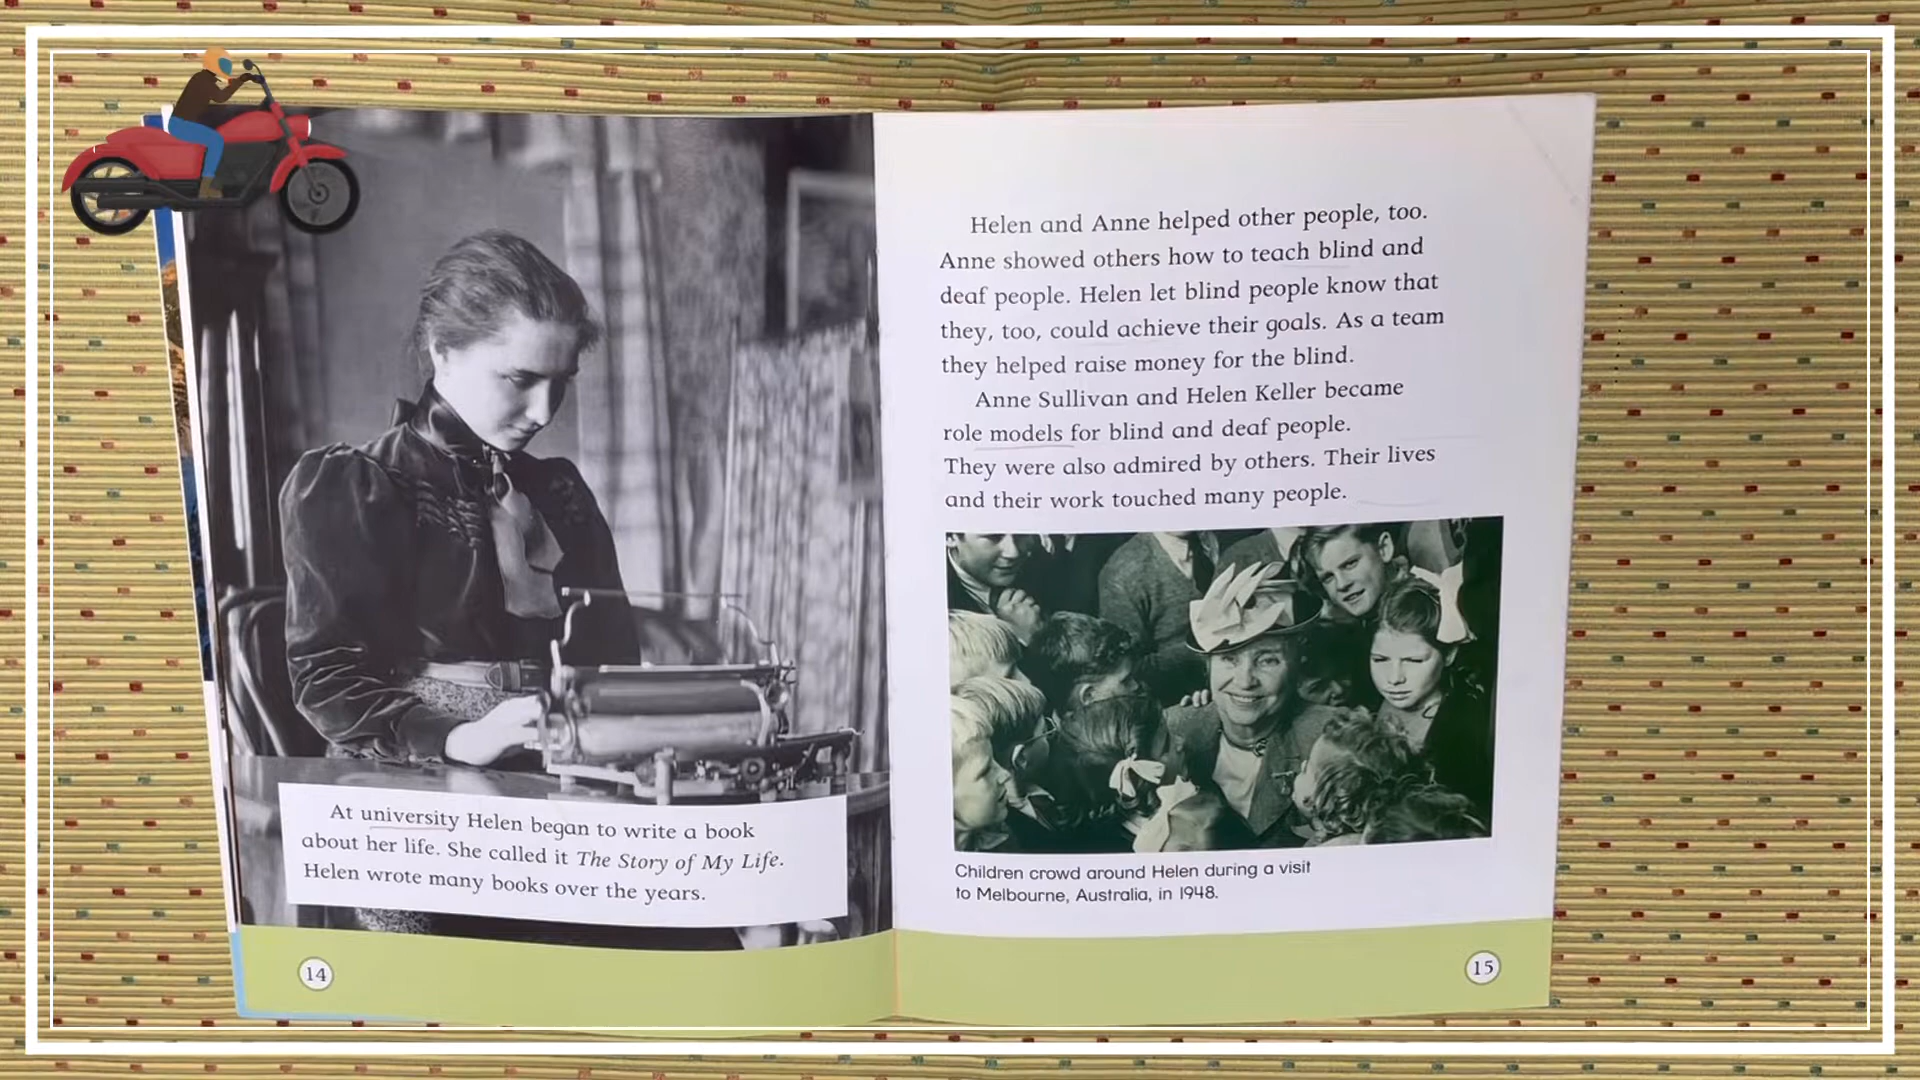 At university Helen began to write a book
about her life. She called it The Story of My Life.
Helen wrote many books over the years.
14
Helen and Anne helped other people, too.
Anne showed others how to teach blind and
deaf people. Helen let blind people know that
they, too, could achieve their goals. As a team
they helped raise money for the blind.
Anne Sullivan and Helen Keller became
role models for blind and deaf people.
They were also admired by others. Their lives
and their work touched many people.
Children crowd around Helen during a visit
to Melbourne, Australia, in 1948.
15